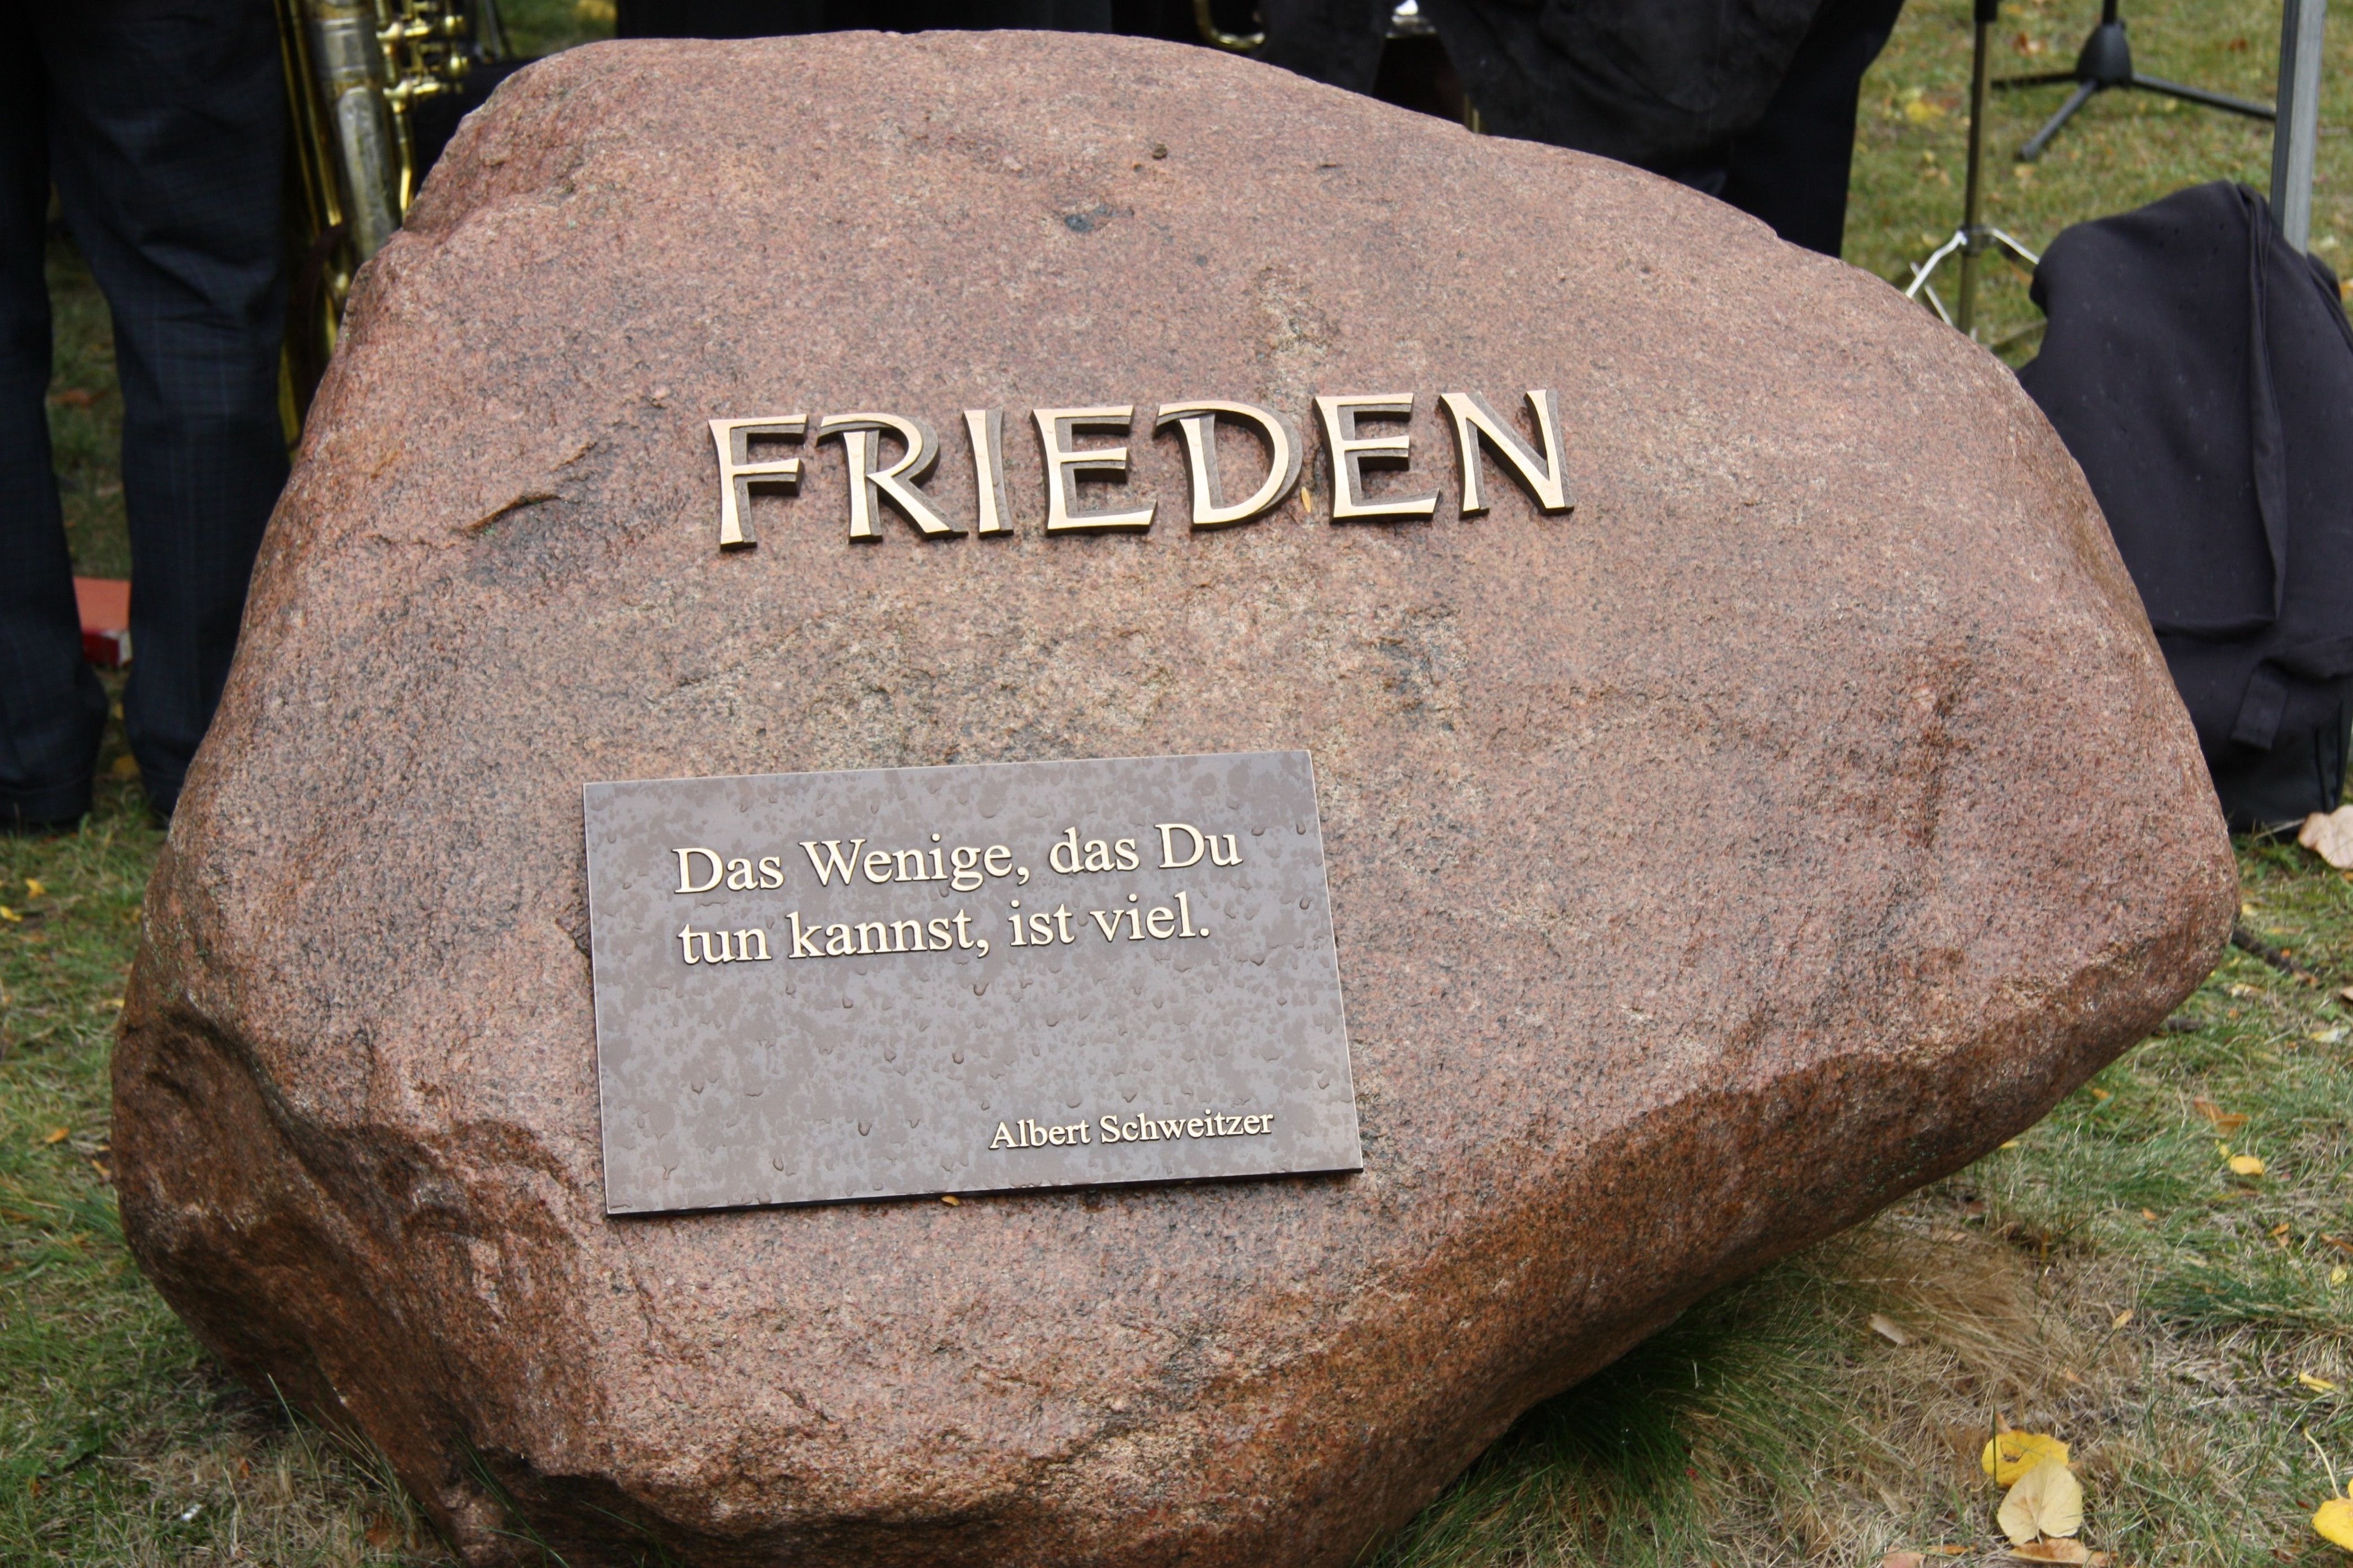 FRIEDEN
Das Wenige, das Du
tun kannst, ist viel.
Albert Schweitzer